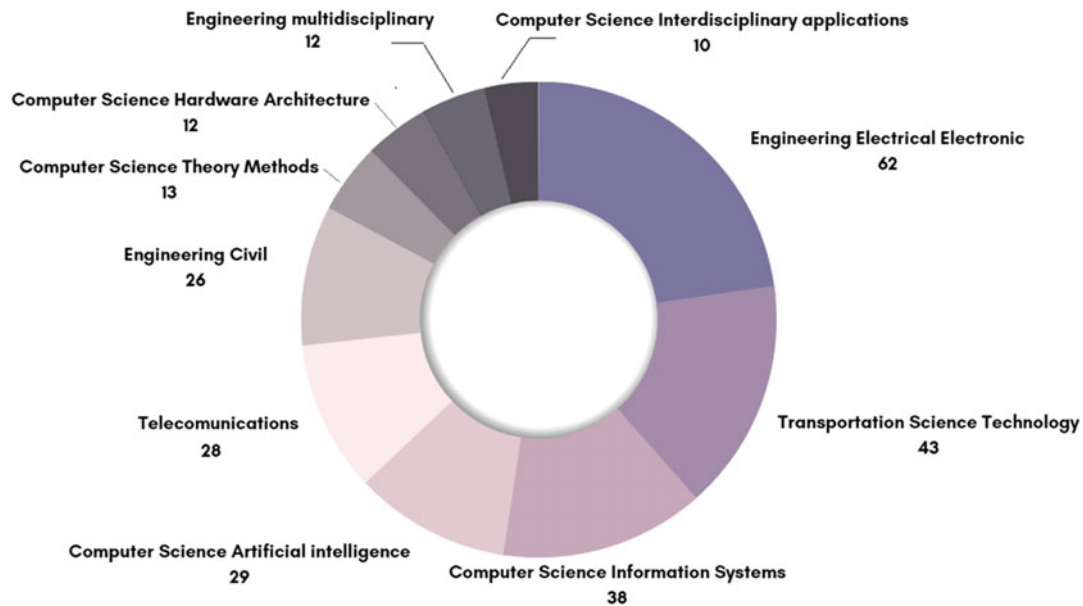 Engineering multidisciplinary
12
Computer Science Interdisciplinary applications
10
Computer Science Hardware Architecture
12
Engineering Electrical Electronic
62
Computer Science Theory Methods
13
Engineering Civil
26
Telecomunications
28
Transportation Science Technology
43
Computer Science Artificial intelligence
29
Computer Science Information Systems
38